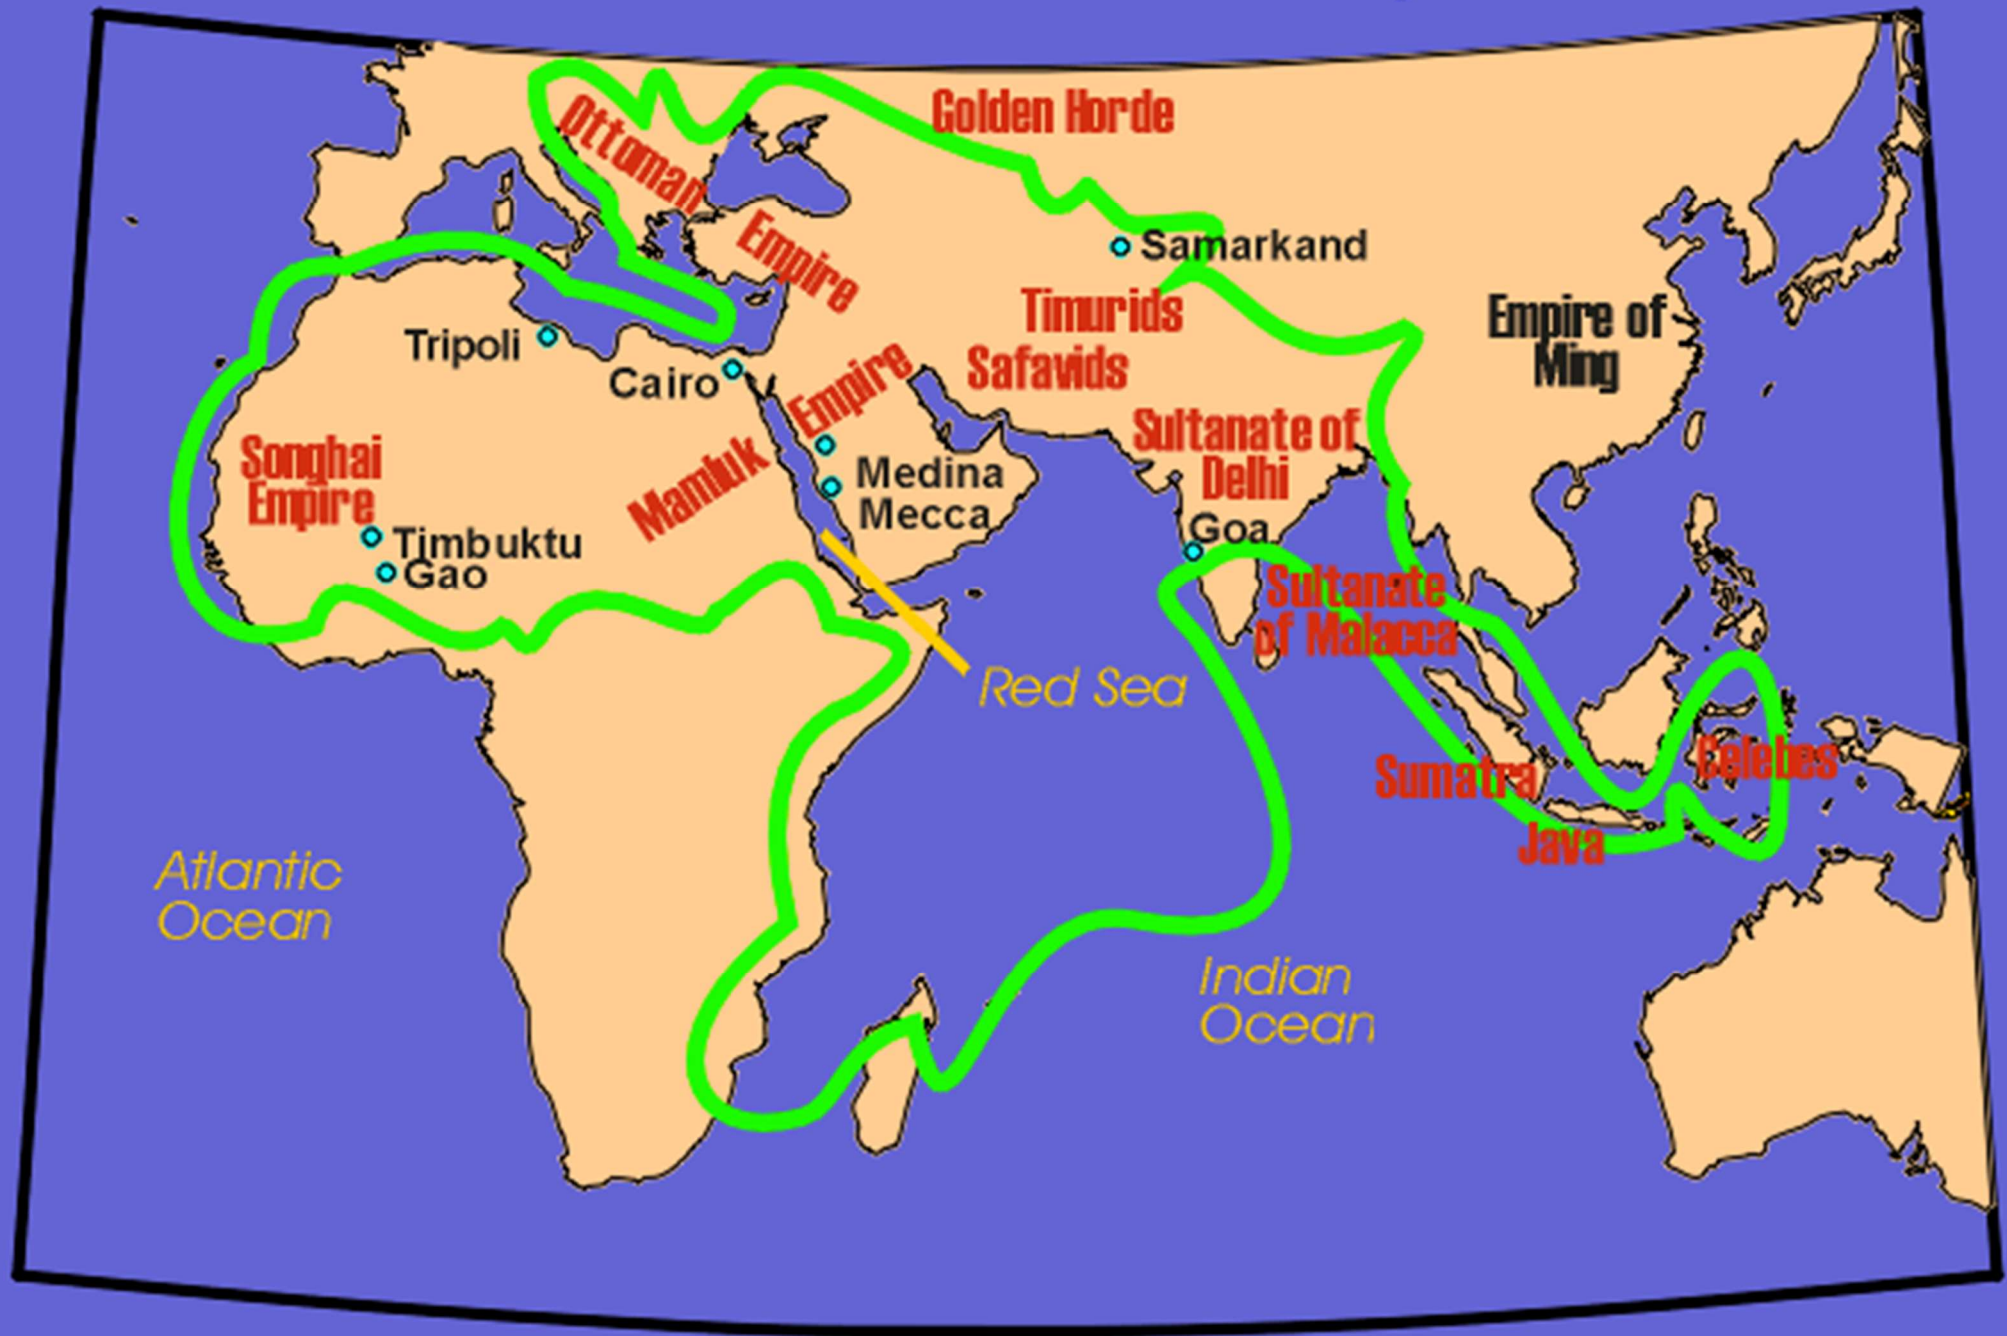 Golden Horde
Ottoman
Empire
Samarkand
Timurids
Safavids
Empire of
Ming
Tripoli
Cairo
Empire
Mamluk
Songhai
Empire
Medina
Mecca
Sultanate of
Delhi
Goa
Timbuktu
Gao
Sultanate
of Malacca
Red Sea
Sumatra
Celebes
Java
Atlantic
Ocean
Indian
Ocean